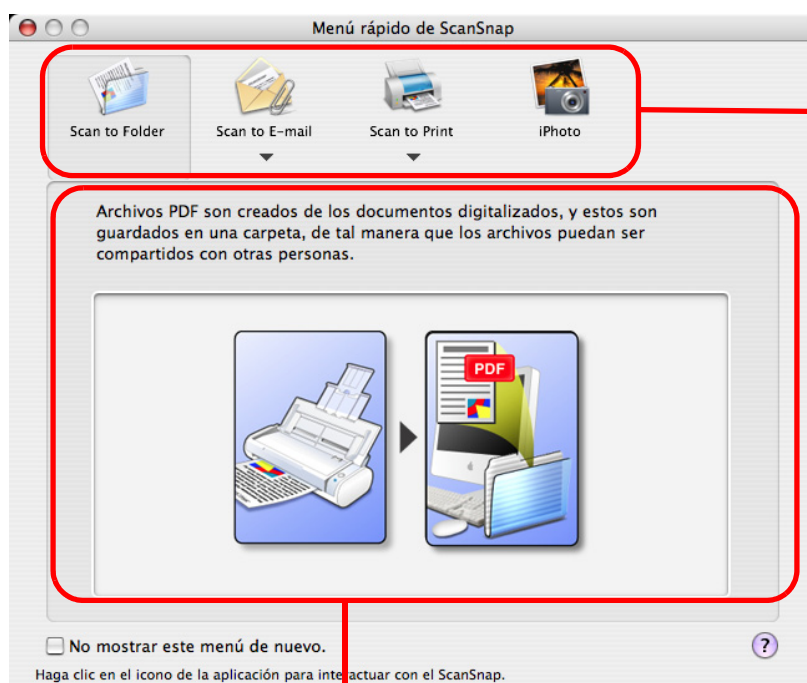 Menú rápido de ScanSnap
Scan to Folder
Scan to E-mail
Scan to Print
iPhoto
Archivos PDF son creados de los documentos digitalizados, y estos son
guardados en una carpeta, de tal manera que los archivos puedan ser
compartidos con otras personas.
PDF
No mostrar este menú de nuevo.
?
Haga clic en el icono de la aplicación para interactuar con el ScanSnap.